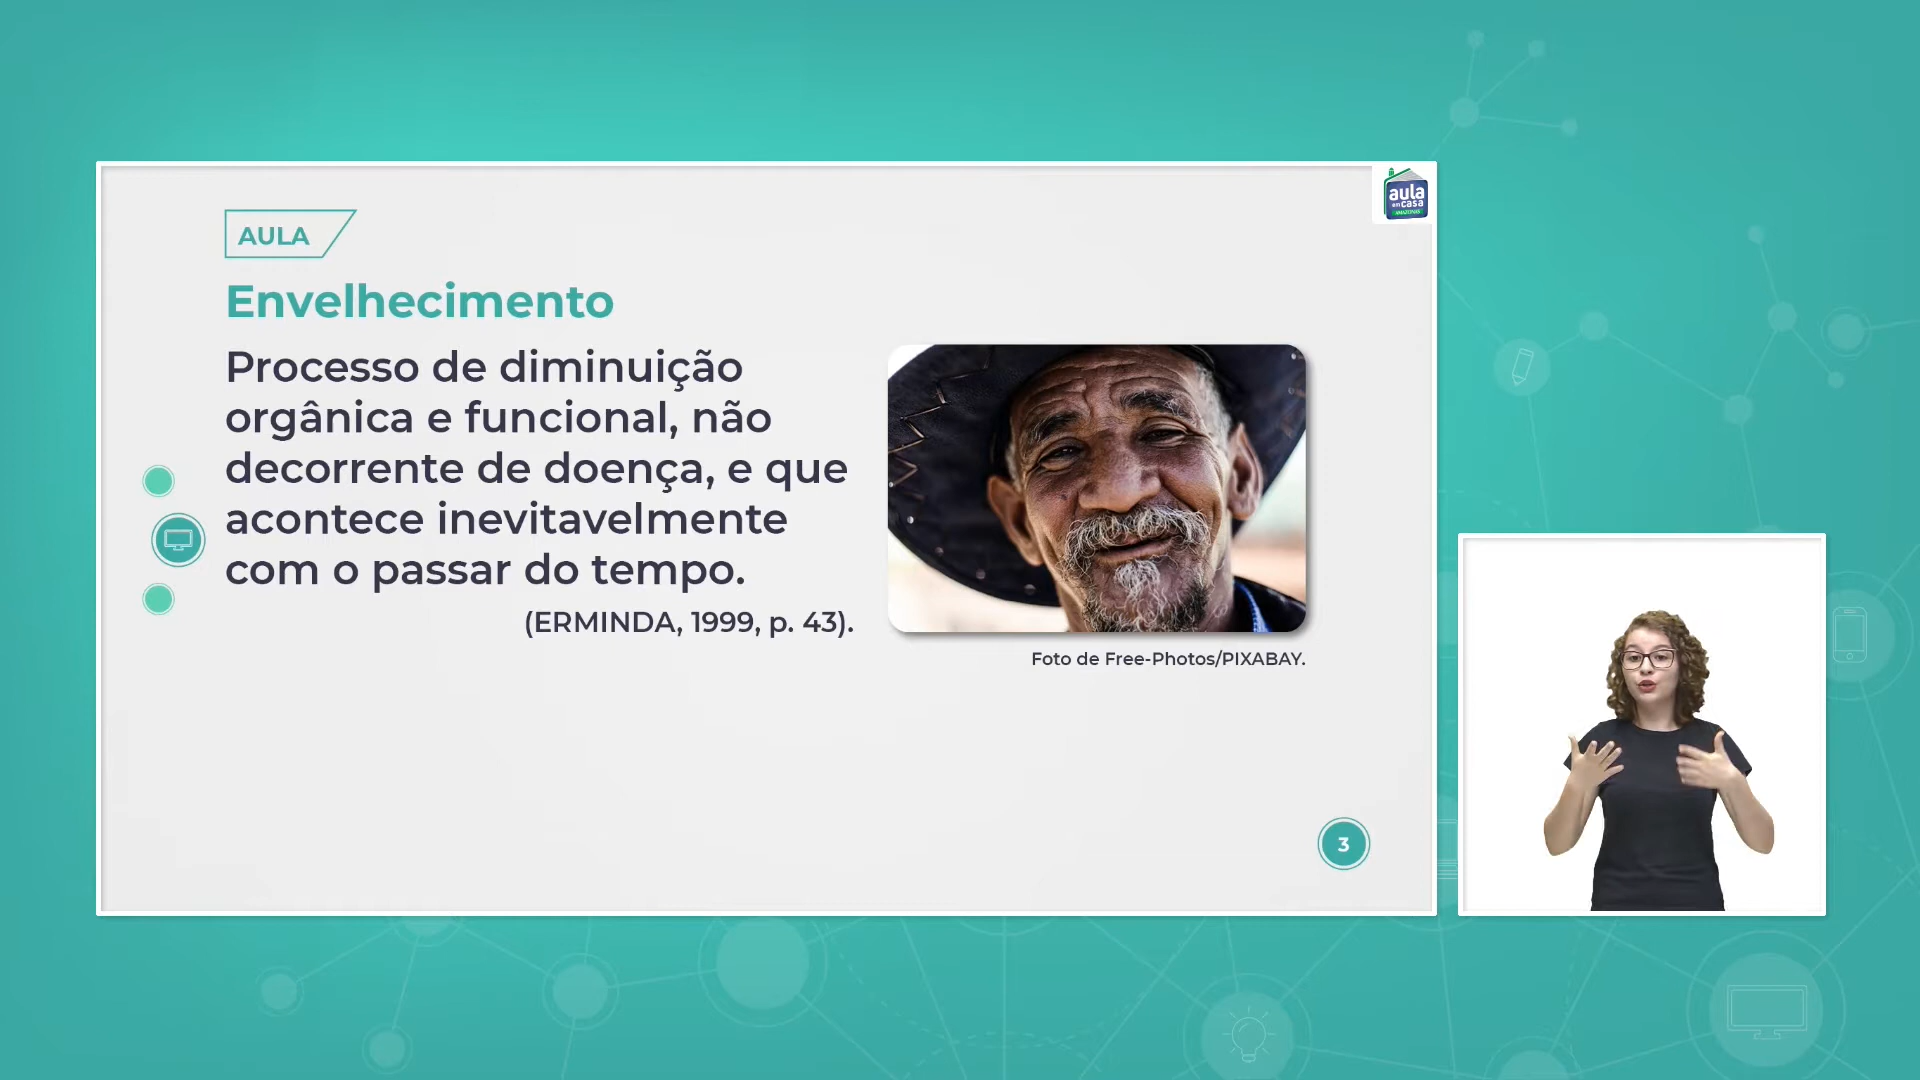 aula
em casa
AMAZONAS
AULA
Envelhecimento
Processo de diminuição
orgânica e funcional, não
decorrente de doença, e que
acontece inevitavelmente
com o passar do tempo.
(ERMINDA, 1999, p. 43).
Foto de Free-Photos/PIXABAY.
3